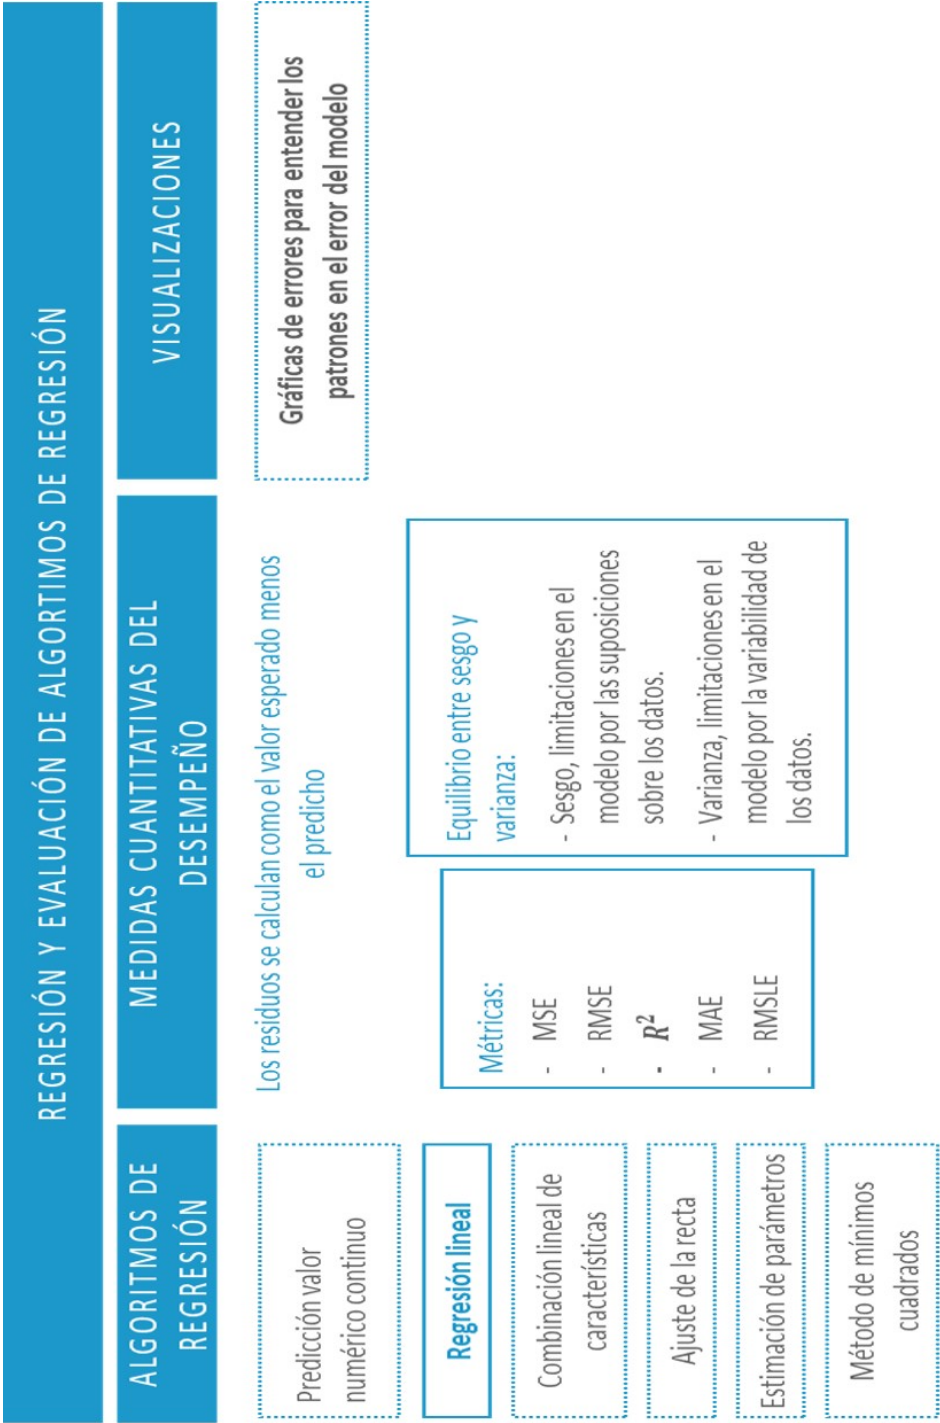 REGRESIÓN Y EVALUACIÓN DE ALGORTIMOS DE REGRESIÓN
ALGORITMOS DE
REGRESIÓN
Predicción valor
numérico continuo
Regresión lineal
Combinación lineal de
características
Ajuste de la recta
Estimación de parámetros
Método de mínimos
cuadrados
MEDIDAS CUANTITATIVAS DEL
DESEMPEÑO
Los residuos se calculan como el valor esperado menos
el predicho
Métricas:
- MSE
- RMSE
- R²
- MAE
- RMSLE
Equilibrio entre sesgo y
varianza:
- Sesgo, limitaciones en el
modelo por las suposiciones
sobre los datos.
- Varianza, limitaciones en el
modelo por la variabilidad de
los datos.
VISUALIZACIONES
Gráficas de errores para entender los
patrones en el error del modelo